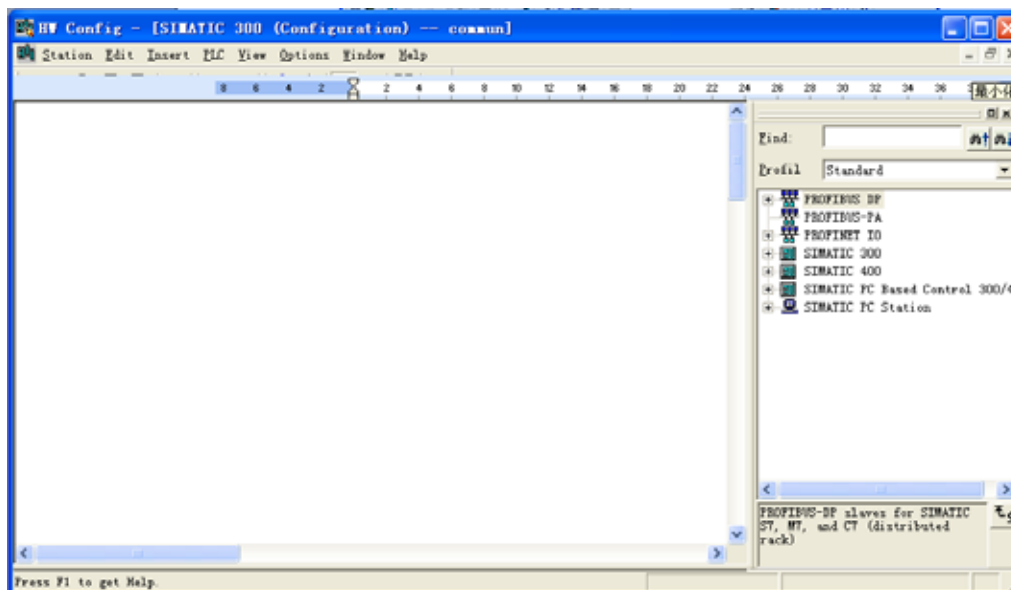 HW Config - [SIMATIC 300 (Configuration) -- commun]
Station Edit Insert PLC View Options Window Help
8 6 4 2 2 4 6 8 10 12 14 16 18 20 22 24 26 28 30 32 34 36
最小化
Find:
Profil Standard
PROFIBUS DP
PROFIBUS-PA
PROFINET IO
SIMATIC 300
SIMATIC 400
SIMATIC PC Based Control 300/4
SIMATIC PC Station
PROFIBUS-DP slaves for SIMATIC
S7, M7, and C7 (distributed
rack)
Press F1 to get Help.